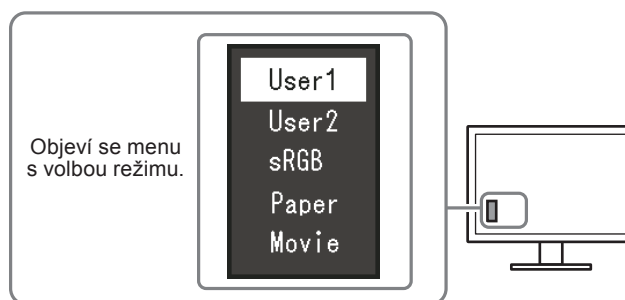 Objeví se menu
s volbou režimu.
User1
User2
sRGB
Paper
Movie